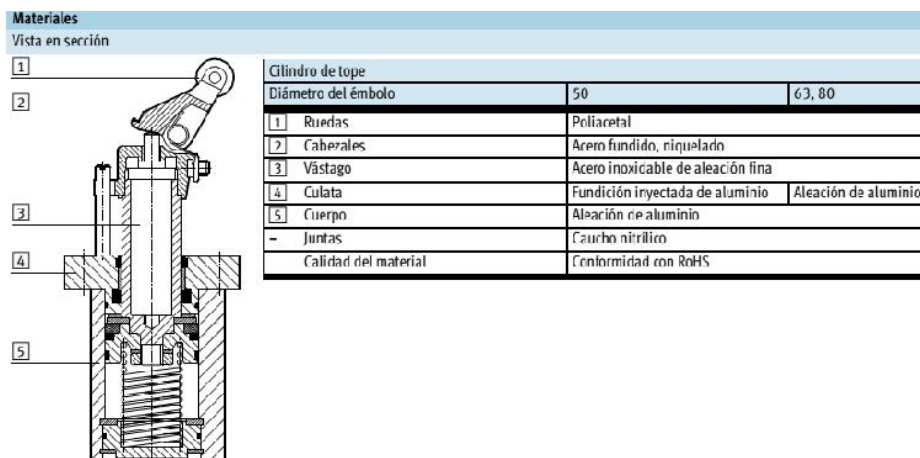 Materiales
Vista en sección
1
2
3
4
5
Cilindro de tope
Diámetro del émbolo 50 63, 80
1 Ruedas Poliacetal
2 Cabezales Acero fundido, niquelado
3 Vástago Acero inoxidable de aleación fina
4 Culata Fundición inyectada de aluminio Aleación de aluminio
5 Cuerpo Aleación de aluminio
– Juntas Caucho nitrílico
Calidad del material Conformidad con RoHS